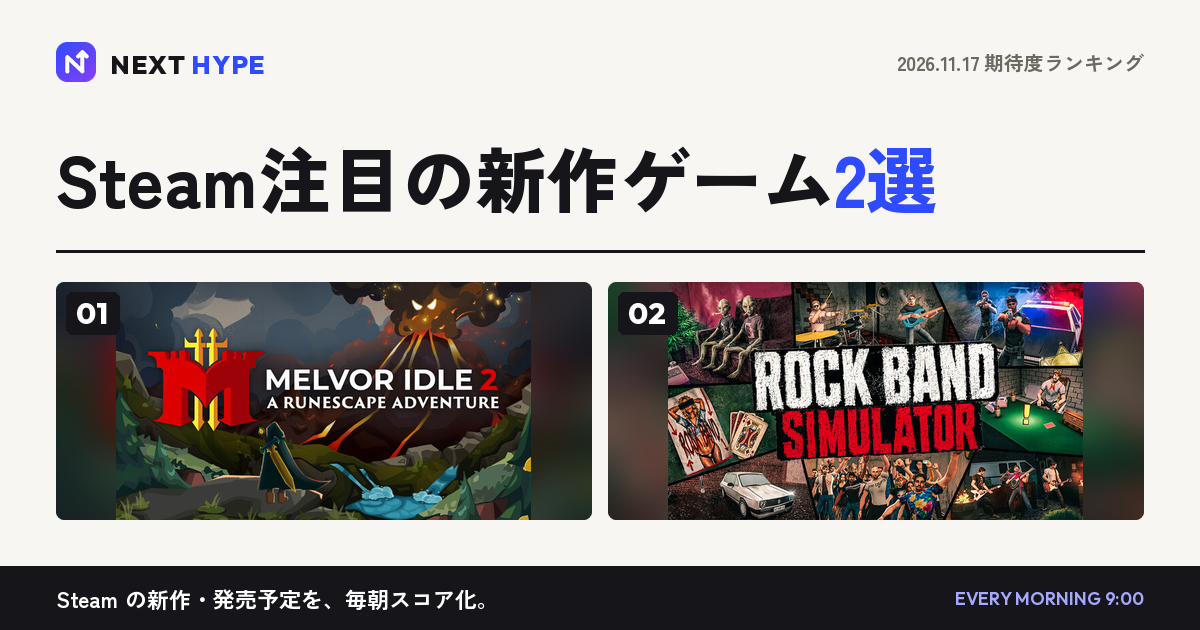 NEXT HYPE
2026.11.17 期待度ランキング
Steam注目の新作ゲーム2選
01
MELVOR IDLE 2
A RUNESCAPE ADVENTURE
02
ROCK BAND
SIMULATOR
Steam の新作・発売予定を、毎朝スコア化。
EVERY MORNING 9:00